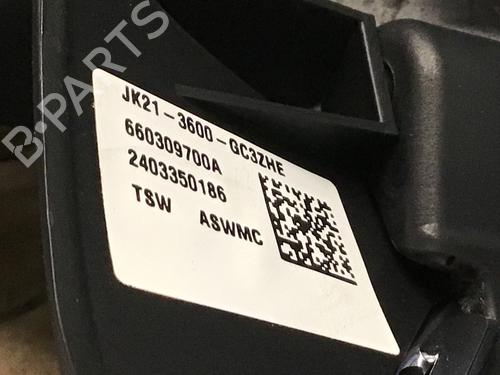 B-PARTS
JK21-3600-GC3ZHE
660309700A
2403350186
TSW ASWMC